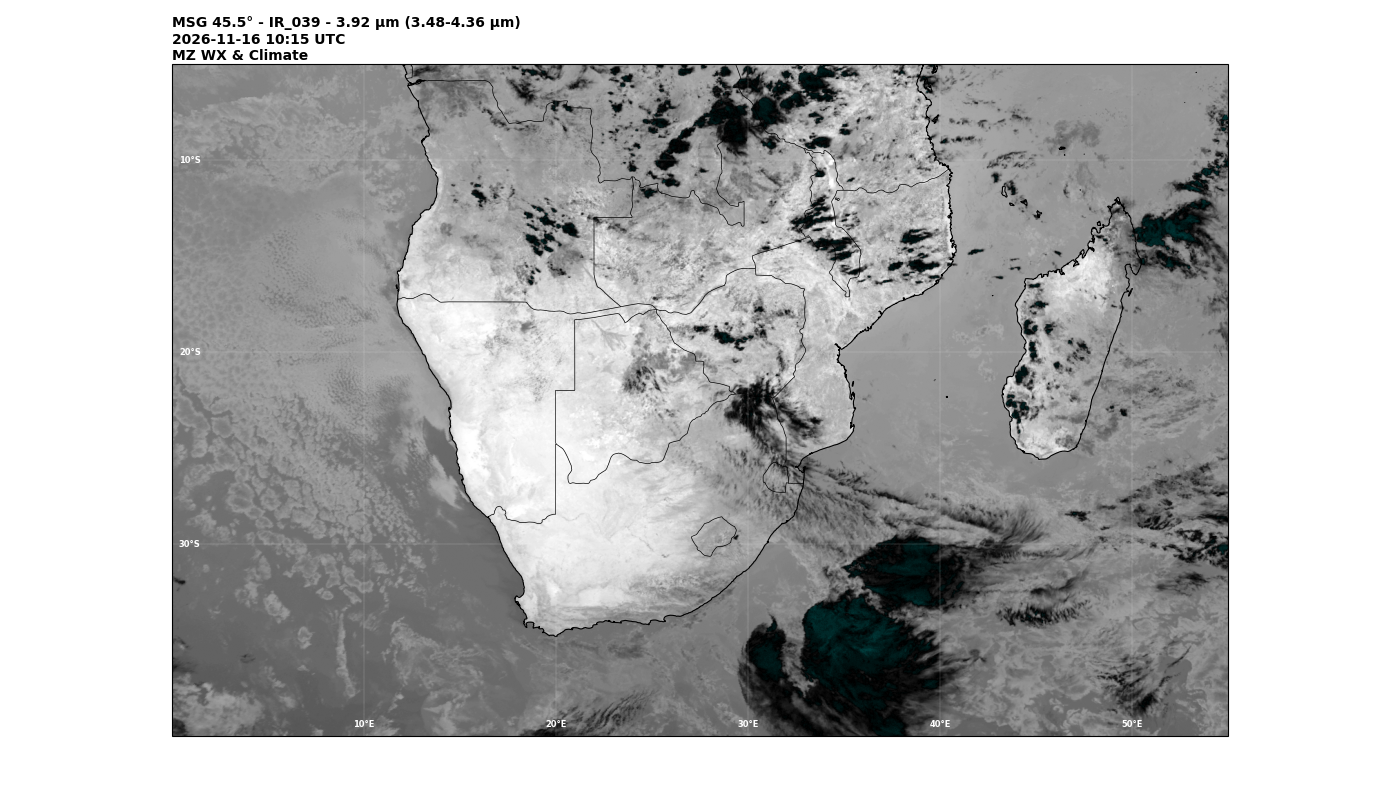 MSG 45.5° - IR_039 - 3.92 µm (3.48-4.36 µm)
2026-11-16 10:15 UTC
MZ WX & Climate
10°S
20°S
30°S
10°E
20°E
30°E
40°E
50°E